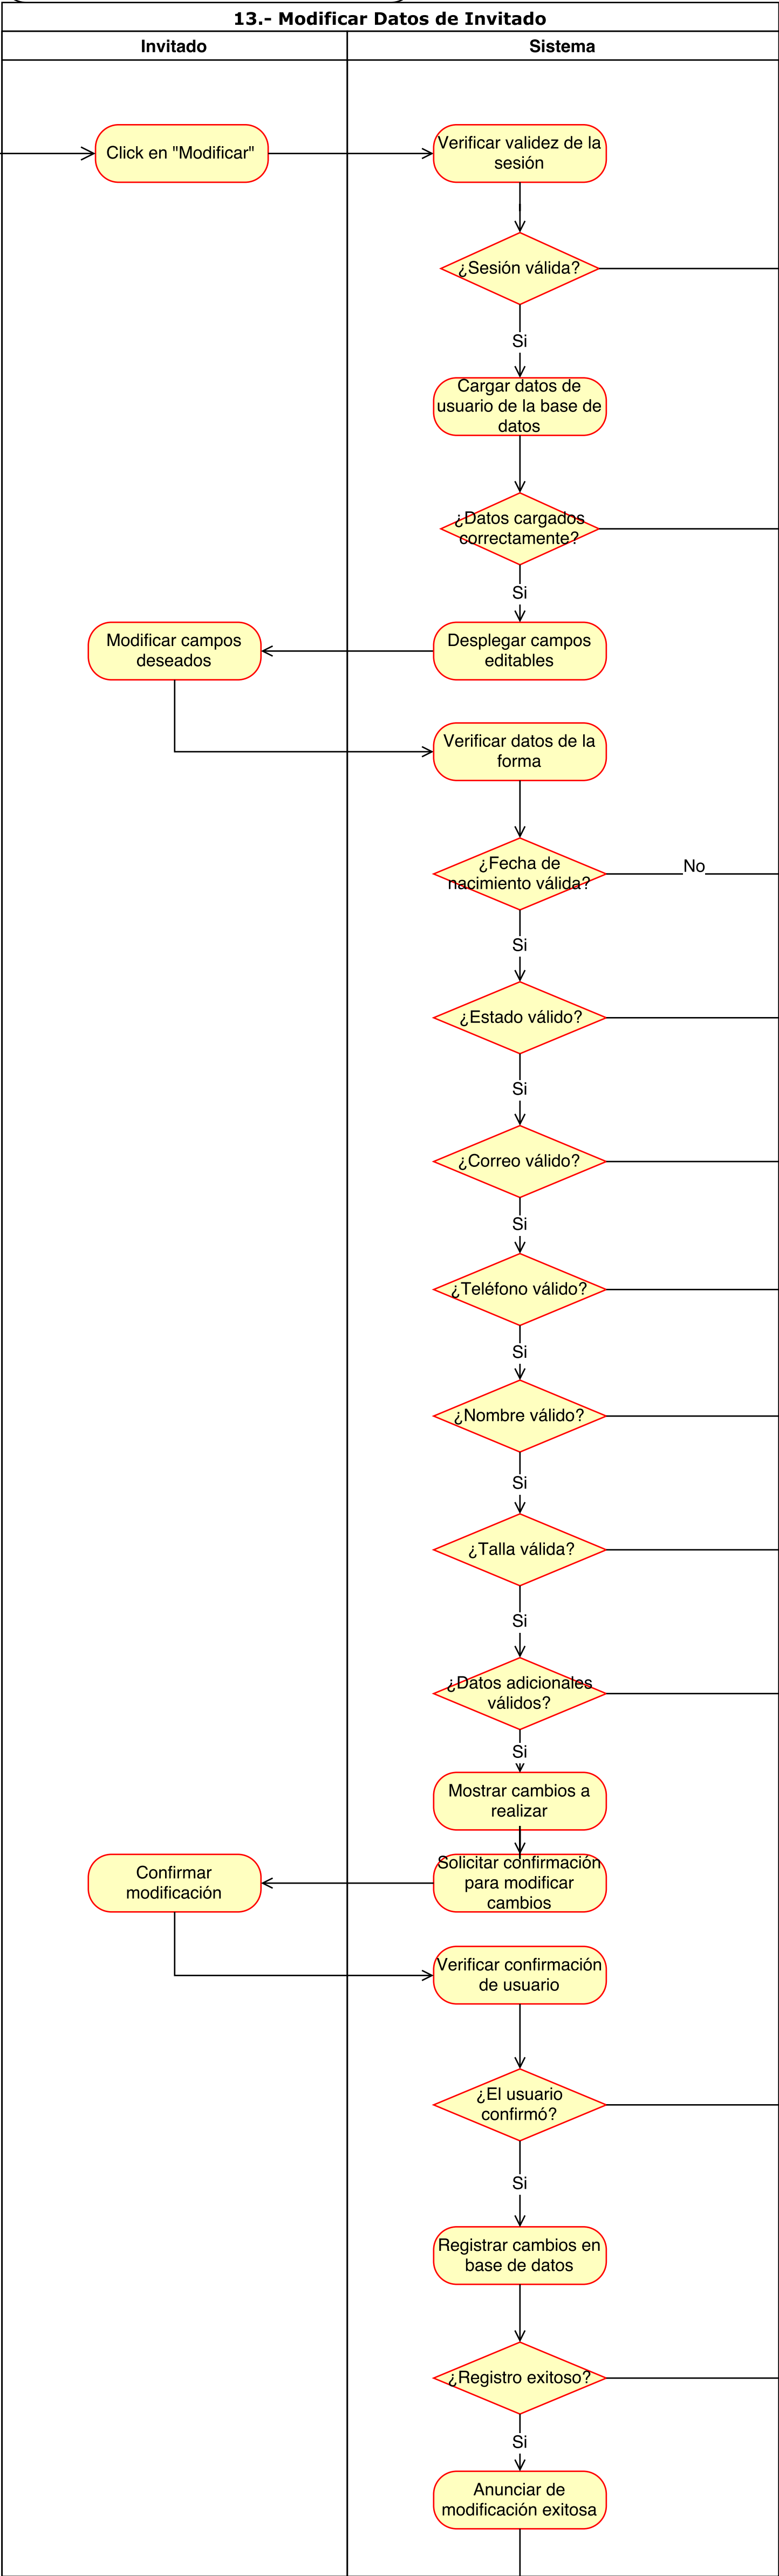 13.- Modificar Datos de Invitado
Invitado
Sistema
Click en "Modificar"
Verificar validez de la
sesión
¿Sesión válida?
Si
Cargar datos de
usuario de la base de
datos
¿Datos cargados
correctamente?
Si
Modificar campos
deseados
Desplegar campos
editables
Verificar datos de la
forma
¿Fecha de
nacimiento válida?
No
Si
¿Estado válido?
Si
¿Correo válido?
Si
¿Teléfono válido?
Si
¿Nombre válido?
Si
¿Talla válida?
Si
¿Datos adicionales
válidos?
Si
Mostrar cambios a
realizar
Confirmar
modificación
Solicitar confirmación
para modificar
cambios
Verificar confirmación
de usuario
¿El usuario
confirmó?
Si
Registrar cambios en
base de datos
¿Registro exitoso?
Si
Anunciar de
modificación exitosa